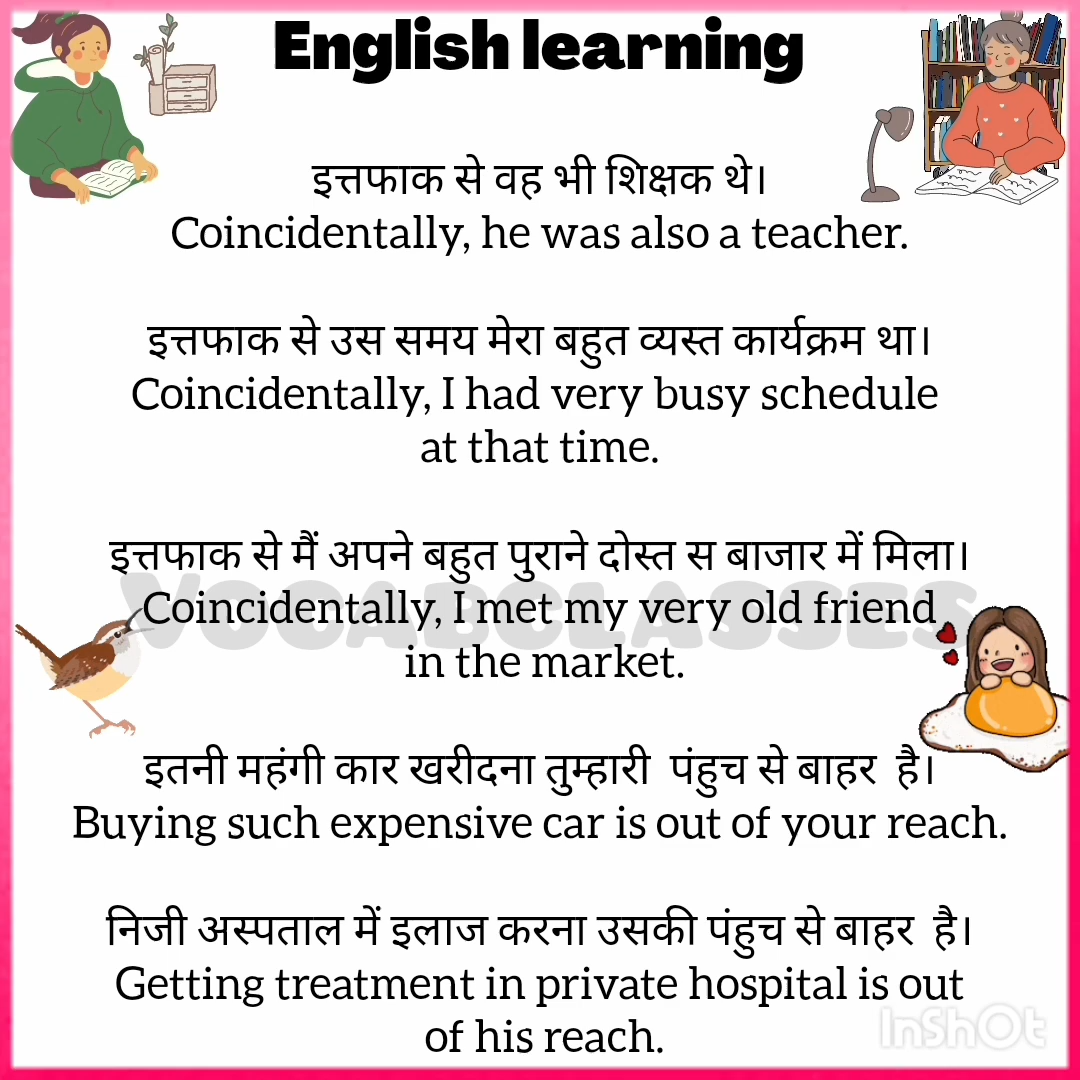 English learning
इत्तफाक से वह भी शिक्षक थे।
Coincidentally, he was also a teacher.
इत्तफाक से उस समय मेरा बहुत व्यस्त कार्यक्रम था।
Coincidentally, I had very busy schedule
at that time.
इत्तफाक से मैं अपने बहुत पुराने दोस्त स बाजार में मिला।
VOCABCLASSES
Coincidentally, I met my very old friend
in the market.
इतनी महंगी कार खरीदना तुम्हारी पंहुच से बाहर है।
Buying such expensive car is out of your reach.
निजी अस्पताल में इलाज करना उसकी पंहुच से बाहर है।
Getting treatment in private hospital is out
of his reach.
InShOt